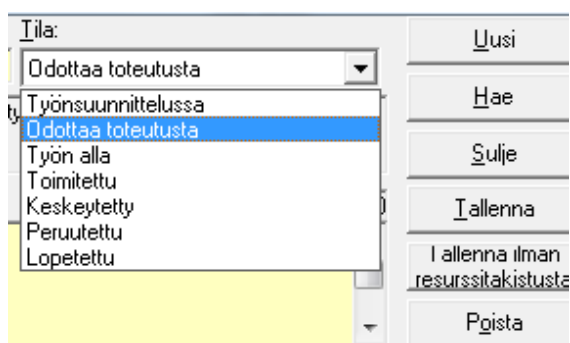 Tila:
Odottaa toteutusta
Työnsuunnittelussa
Odottaa toteutusta
Työn alla
Toimitettu
Keskeytetty
Peruutettu
Lopetettu
Uusi
Hae
Sulje
Tallenna
Tallenna ilman
resurssitakistusta
Poista